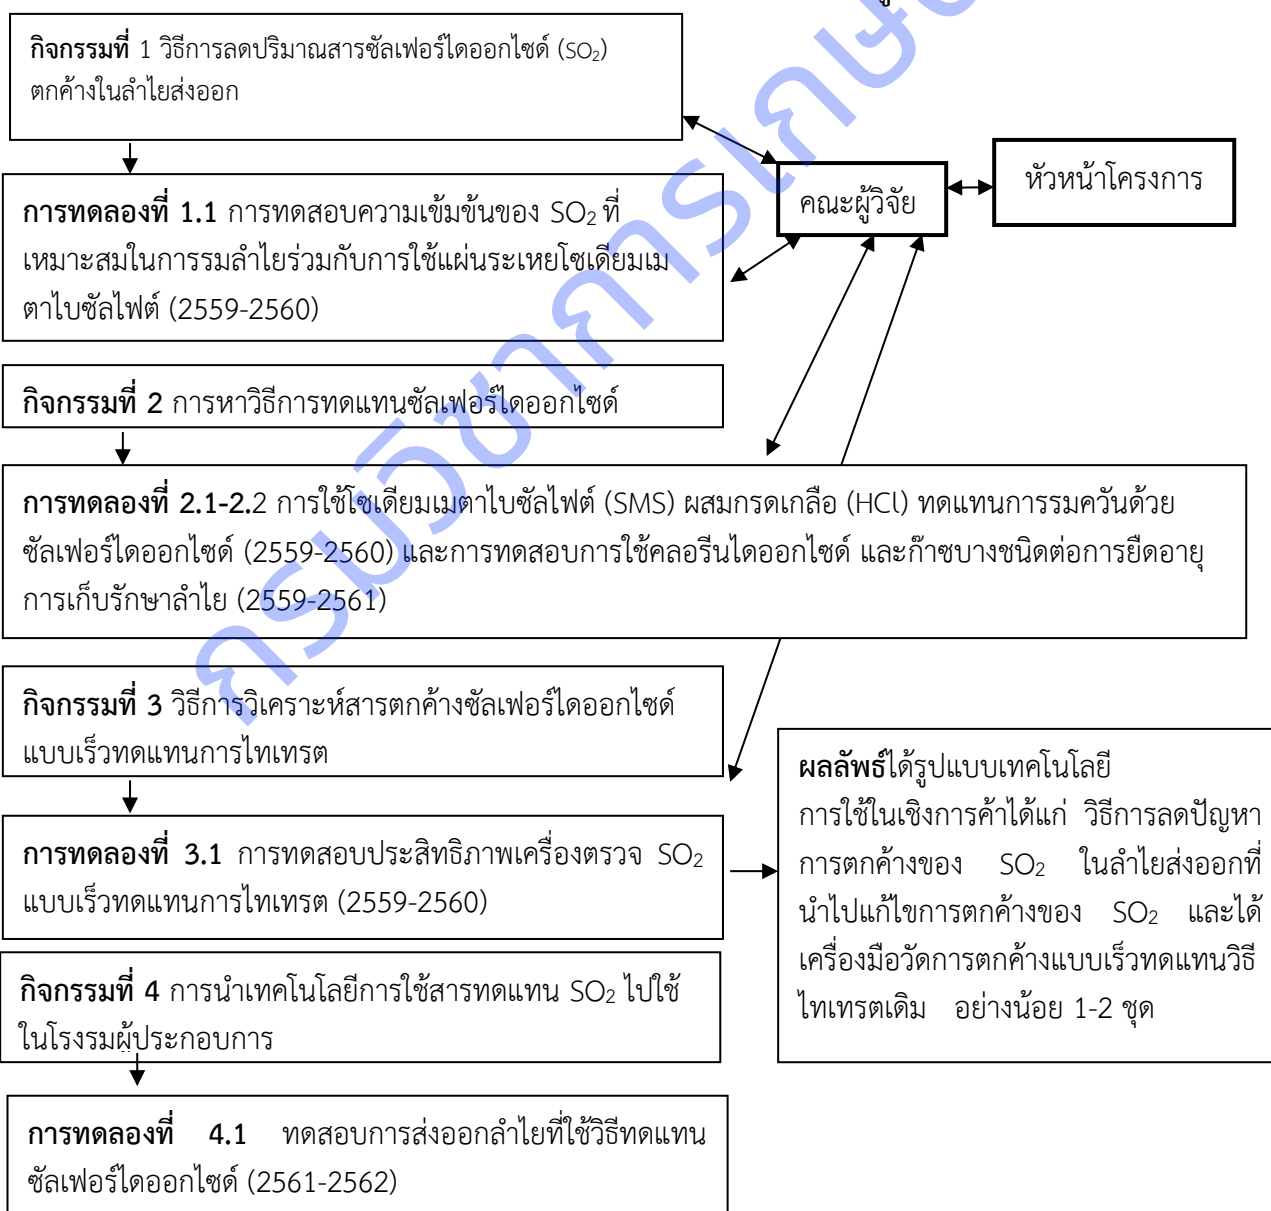 กิจกรรมที่ 1 วิธีการลดปริมาณสารซัลเฟอร์ไดออกไซด์ (SO₂)
ตกค้างในลำไยส่งออก
การทดลองที่ 1.1 การทดสอบความเข้มข้นของ SO₂ ที่
เหมาะสมในการรมลำไยร่วมกับการใช้แผ่นระเหยโซเดียมเม
ตาไบซัลไฟต์ (2559-2560)
คณะผู้วิจัย
หัวหน้าโครงการ
กิจกรรมที่ 2 การหาวิธีการทดแทนซัลเฟอร์ไดออกไซด์
การทดลองที่ 2.1-2.2 การใช้โซเดียมเมตาไบซัลไฟต์ (SMS) ผสมกรดเกลือ (HCl) ทดแทนการรมควันด้วย
ซัลเฟอร์ไดออกไซด์ (2559-2560) และการทดสอบการใช้คลอรีนไดออกไซด์ และก๊าซบางชนิดต่อการยืดอายุ
การเก็บรักษาลำไย (2559-2561)
กิจกรรมที่ 3 วิธีการวิเคราะห์สารตกค้างซัลเฟอร์ไดออกไซด์
แบบเร็วทดแทนการไทเทรต
การทดลองที่ 3.1 การทดสอบประสิทธิภาพเครื่องตรวจ SO₂
แบบเร็วทดแทนการไทเทรต (2559-2560)
ผลลัพธ์ได้รูปแบบเทคโนโลยี
การใช้ในเชิงการค้าได้แก่ วิธีการลดปัญหา
การตกค้างของ SO₂ ในลำไยส่งออกที่
นำไปแก้ไขการตกค้างของ SO₂ และได้
เครื่องมือวัดการตกค้างแบบเร็วทดแทนวิธี
ไทเทรตเดิม อย่างน้อย 1-2 ชุด
กิจกรรมที่ 4 การนำเทคโนโลยีการใช้สารทดแทน SO₂ ไปใช้
ในโรงรมผู้ประกอบการ
การทดลองที่ 4.1 ทดสอบการส่งออกลำไยที่ใช้วิธีทดแทน
ซัลเฟอร์ไดออกไซด์ (2561-2562)
กรมวิชาการเกษ